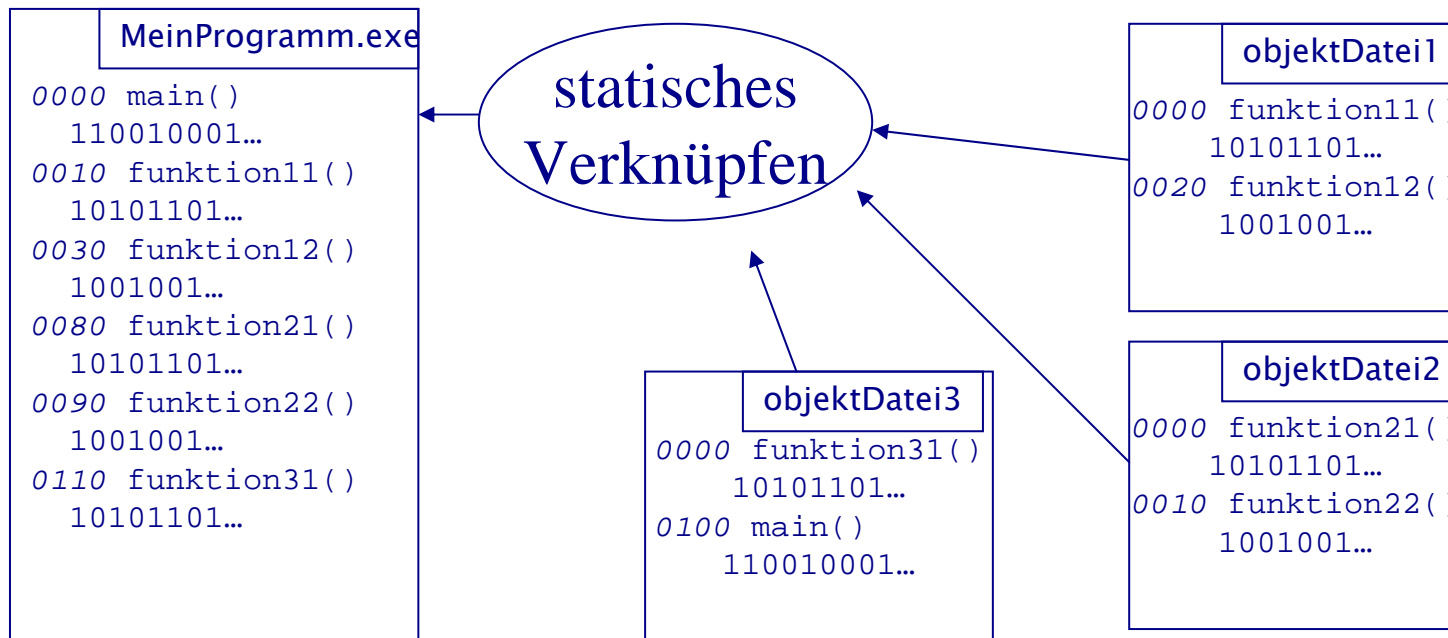 MeinProgramm.exe
0000 main()
110010001…
0010 funktion11()
10101101…
0030 funktion12()
1001001…
0080 funktion21()
10101101…
0090 funktion22()
1001001…
0110 funktion31()
10101101…
statisches
Verknüpfen
objektDatei3
0000 funktion31()
10101101…
0100 main()
110010001…
objektDatei1
0000 funktion11(
10101101…
0020 funktion12(
1001001…
objektDatei2
0000 funktion21(
10101101…
0010 funktion22(
1001001…